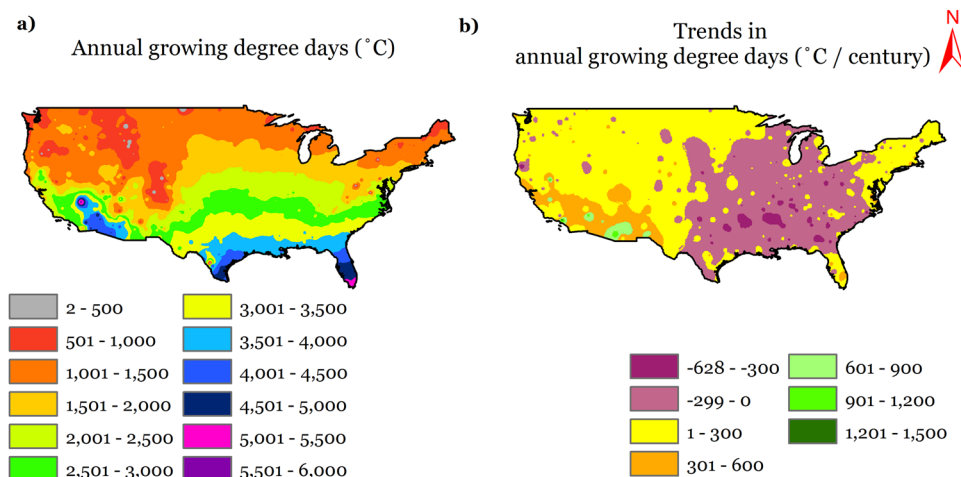 a)
Annual growing degree days (˚C)
b)
Trends in
annual growing degree days (˚C / century)
N
2 - 500
501 - 1,000
1,001 - 1,500
1,501 - 2,000
2,001 - 2,500
2,501 - 3,000
3,001 - 3,500
3,501 - 4,000
4,001 - 4,500
4,501 - 5,000
5,001 - 5,500
5,501 - 6,000
-628 - -300
-299 - 0
1 - 300
301 - 600
601 - 900
901 - 1,200
1,201 - 1,500